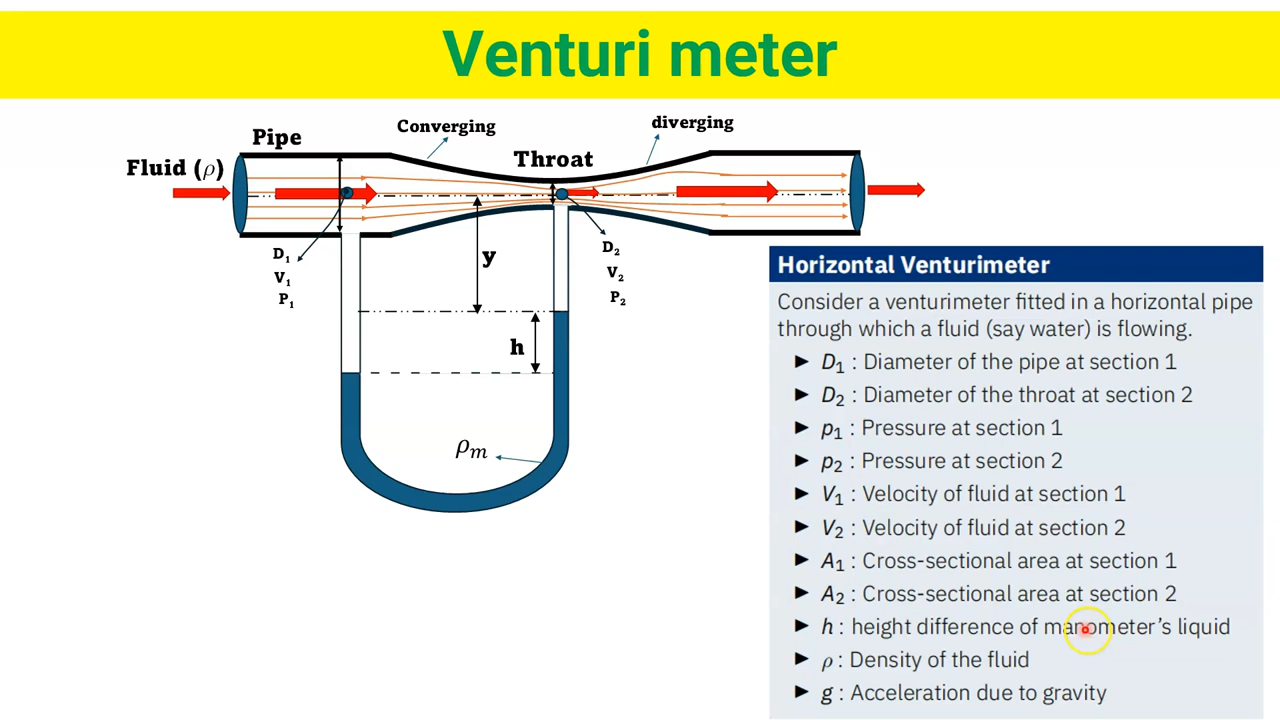 Venturi meter
Converging
diverging
Pipe
Throat
Fluid (ρ)
D₁
V₁
P₁
y
D₂
V₂
P₂
h
ρₘ
Horizontal Venturimeter
Consider a venturimeter fitted in a horizontal pipe
through which a fluid (say water) is flowing.
► D₁ : Diameter of the pipe at section 1
► D₂ : Diameter of the throat at section 2
► p₁ : Pressure at section 1
► p₂ : Pressure at section 2
► V₁ : Velocity of fluid at section 1
► V₂ : Velocity of fluid at section 2
► A₁ : Cross-sectional area at section 1
► A₂ : Cross-sectional area at section 2
► h : height difference of manometer’s liquid
► ρ : Density of the fluid
► g : Acceleration due to gravity